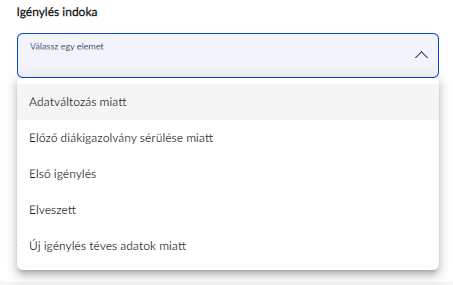 Igénylés indoka
Válassz egy elemet
Adatváltozás miatt
Előző diákigazolvány sérülése miatt
Első igénylés
Elveszett
Új igénylés téves adatok miatt